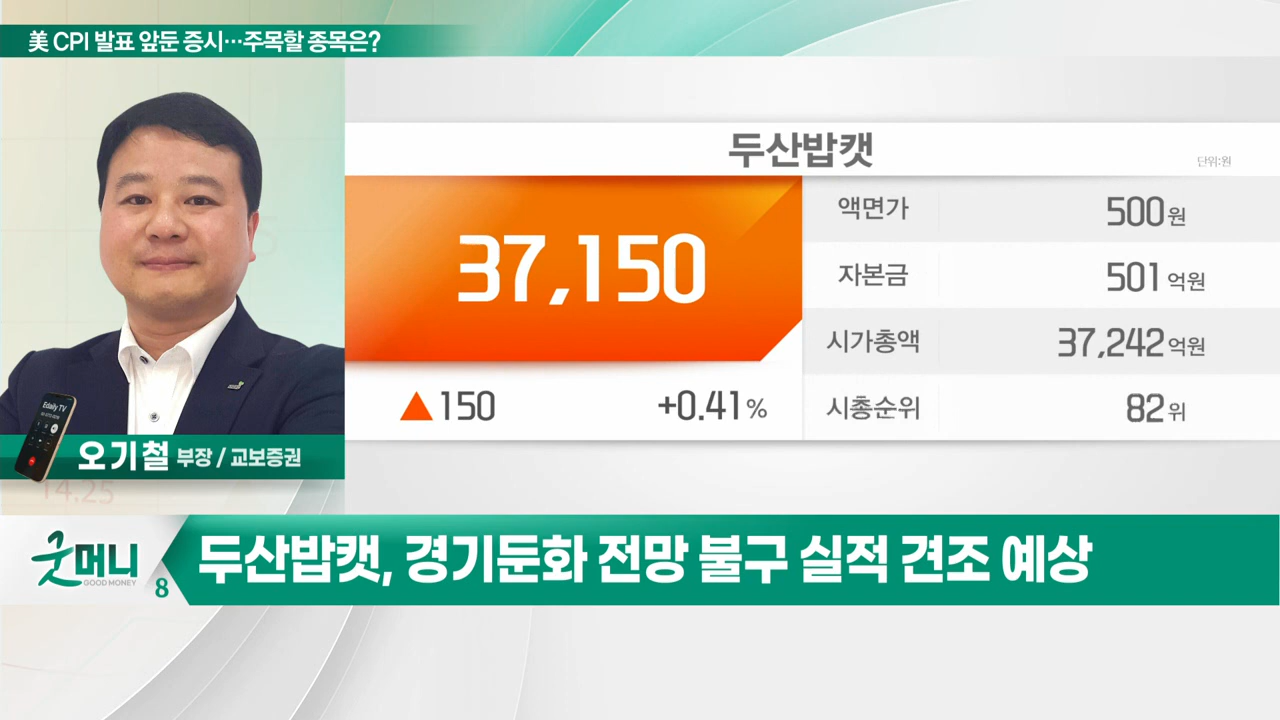 美 CPI 발표 앞둔 증시…주목할 종목은?
두산밥캣
단위:원
37,150
▲150 +0.41%
액면가 500원
자본금 501억원
시가총액 37,242억원
시총순위 82위
Edaily TV
오기철 부장 / 교보증권
14.25
굿머니
GOOD MONEY
8
두산밥캣, 경기둔화 전망 불구 실적 견조 예상